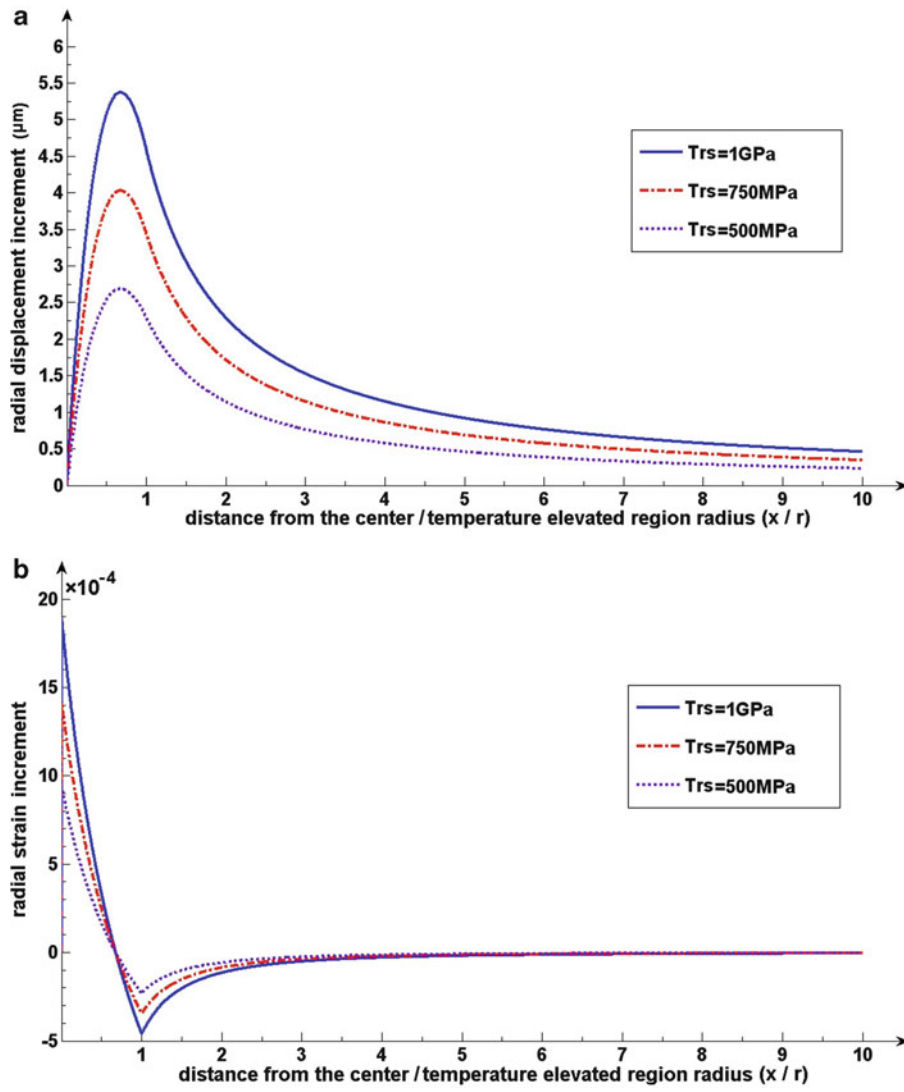 a
radial displacement increment (µm)
6
5.5
5
4.5
4
3.5
3
2.5
2
1.5
1
0.5
0
Trs=1GPa
Trs=750MPa
Trs=500MPa
1 2 3 4 5 6 7 8 9 10
distance from the center / temperature elevated region radius (x / r)
b
×10⁻⁴
radial strain increment
20
15
10
5
0
-5
Trs=1GPa
Trs=750MPa
Trs=500MPa
1 2 3 4 5 6 7 8 9 10
distance from the center / temperature elevated region radius (x / r)